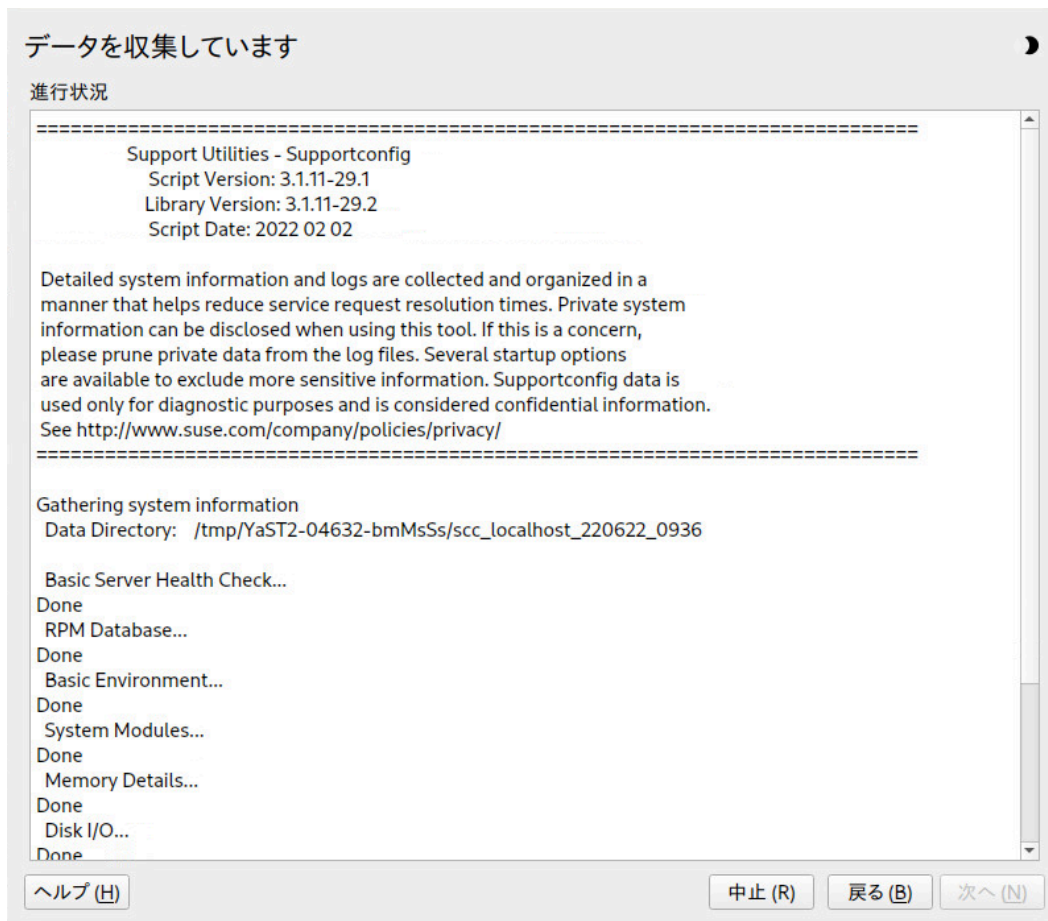 データを収集しています
進行状況
=============================================================================
Support Utilities - Supportconfig
Script Version: 3.1.11-29.1
Library Version: 3.1.11-29.2
Script Date: 2022 02 02
Detailed system information and logs are collected and organized in a
manner that helps reduce service request resolution times. Private system
information can be disclosed when using this tool. If this is a concern,
please prune private data from the log files. Several startup options
are available to exclude more sensitive information. Supportconfig data is
used only for diagnostic purposes and is considered confidential information.
See http://www.suse.com/company/policies/privacy/
=============================================================================
Gathering system information
Data Directory: /tmp/YaST2-04632-bmMsSs/scc_localhost_220622_0936
Basic Server Health Check...
Done
RPM Database...
Done
Basic Environment...
Done
System Modules...
Done
Memory Details...
Done
Disk I/O...
Done
ヘルプ (H) 中止 (R) 戻る (B) 次へ (N)